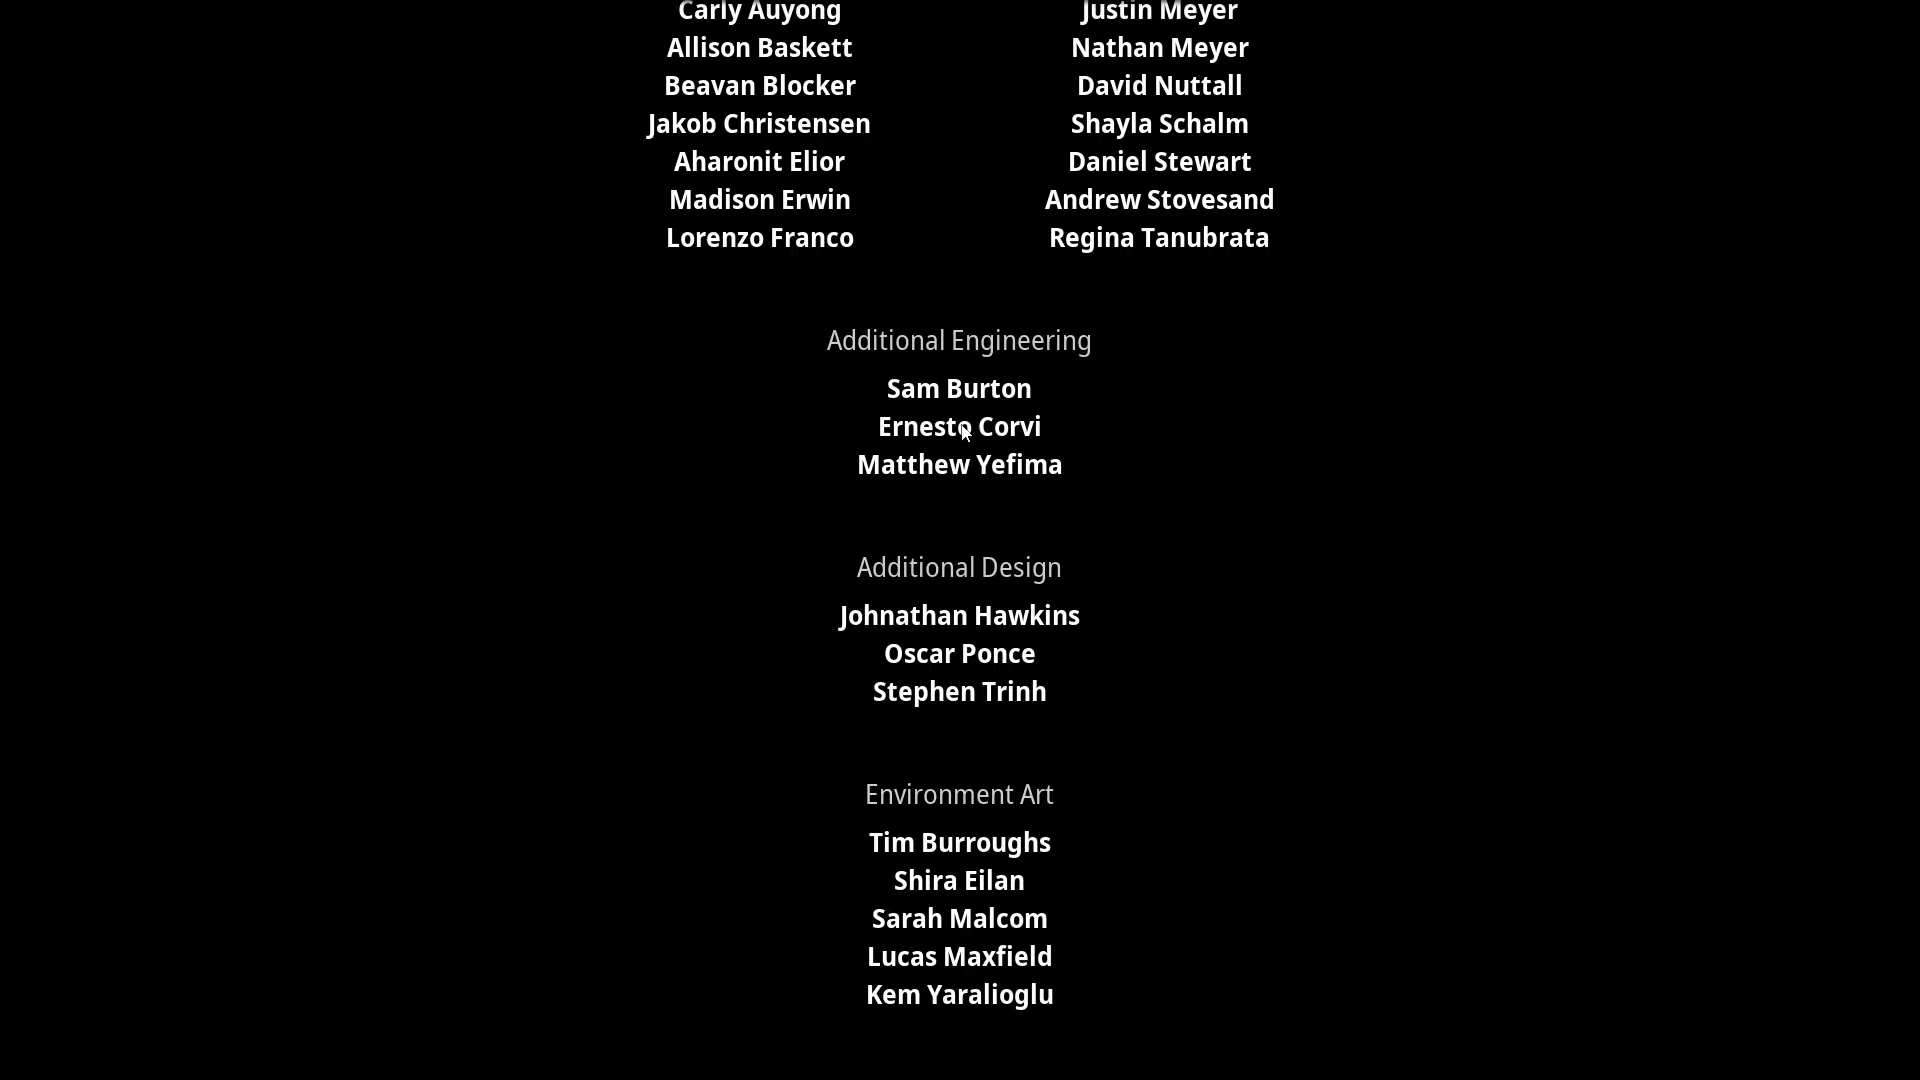 Carly Auyong Justin Meyer
Allison Baskett Nathan Meyer
Beavan Blocker David Nuttall
Jakob Christensen Shayla Schalm
Aharonit Elior Daniel Stewart
Madison Erwin Andrew Stovesand
Lorenzo Franco Regina Tanubrata
Additional Engineering
Sam Burton
Ernesto Corvi
Matthew Yefima
Additional Design
Johnathan Hawkins
Oscar Ponce
Stephen Trinh
Environment Art
Tim Burroughs
Shira Eilan
Sarah Malcom
Lucas Maxfield
Kem Yaralioglu